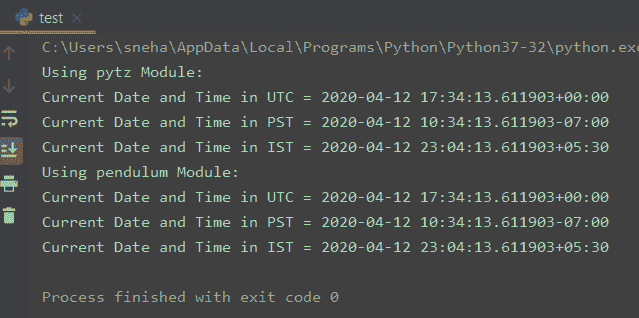 test
C:\Users\sneha\AppData\Local\Programs\Python\Python37-32\python.exe
Using pytz Module:
Current Date and Time in UTC = 2020-04-12 17:34:13.611903+00:00
Current Date and Time in PST = 2020-04-12 10:34:13.611903-07:00
Current Date and Time in IST = 2020-04-12 23:04:13.611903+05:30
Using pendulum Module:
Current Date and Time in UTC = 2020-04-12 17:34:13.611903+00:00
Current Date and Time in PST = 2020-04-12 10:34:13.611903-07:00
Current Date and Time in IST = 2020-04-12 23:04:13.611903+05:30
Process finished with exit code 0